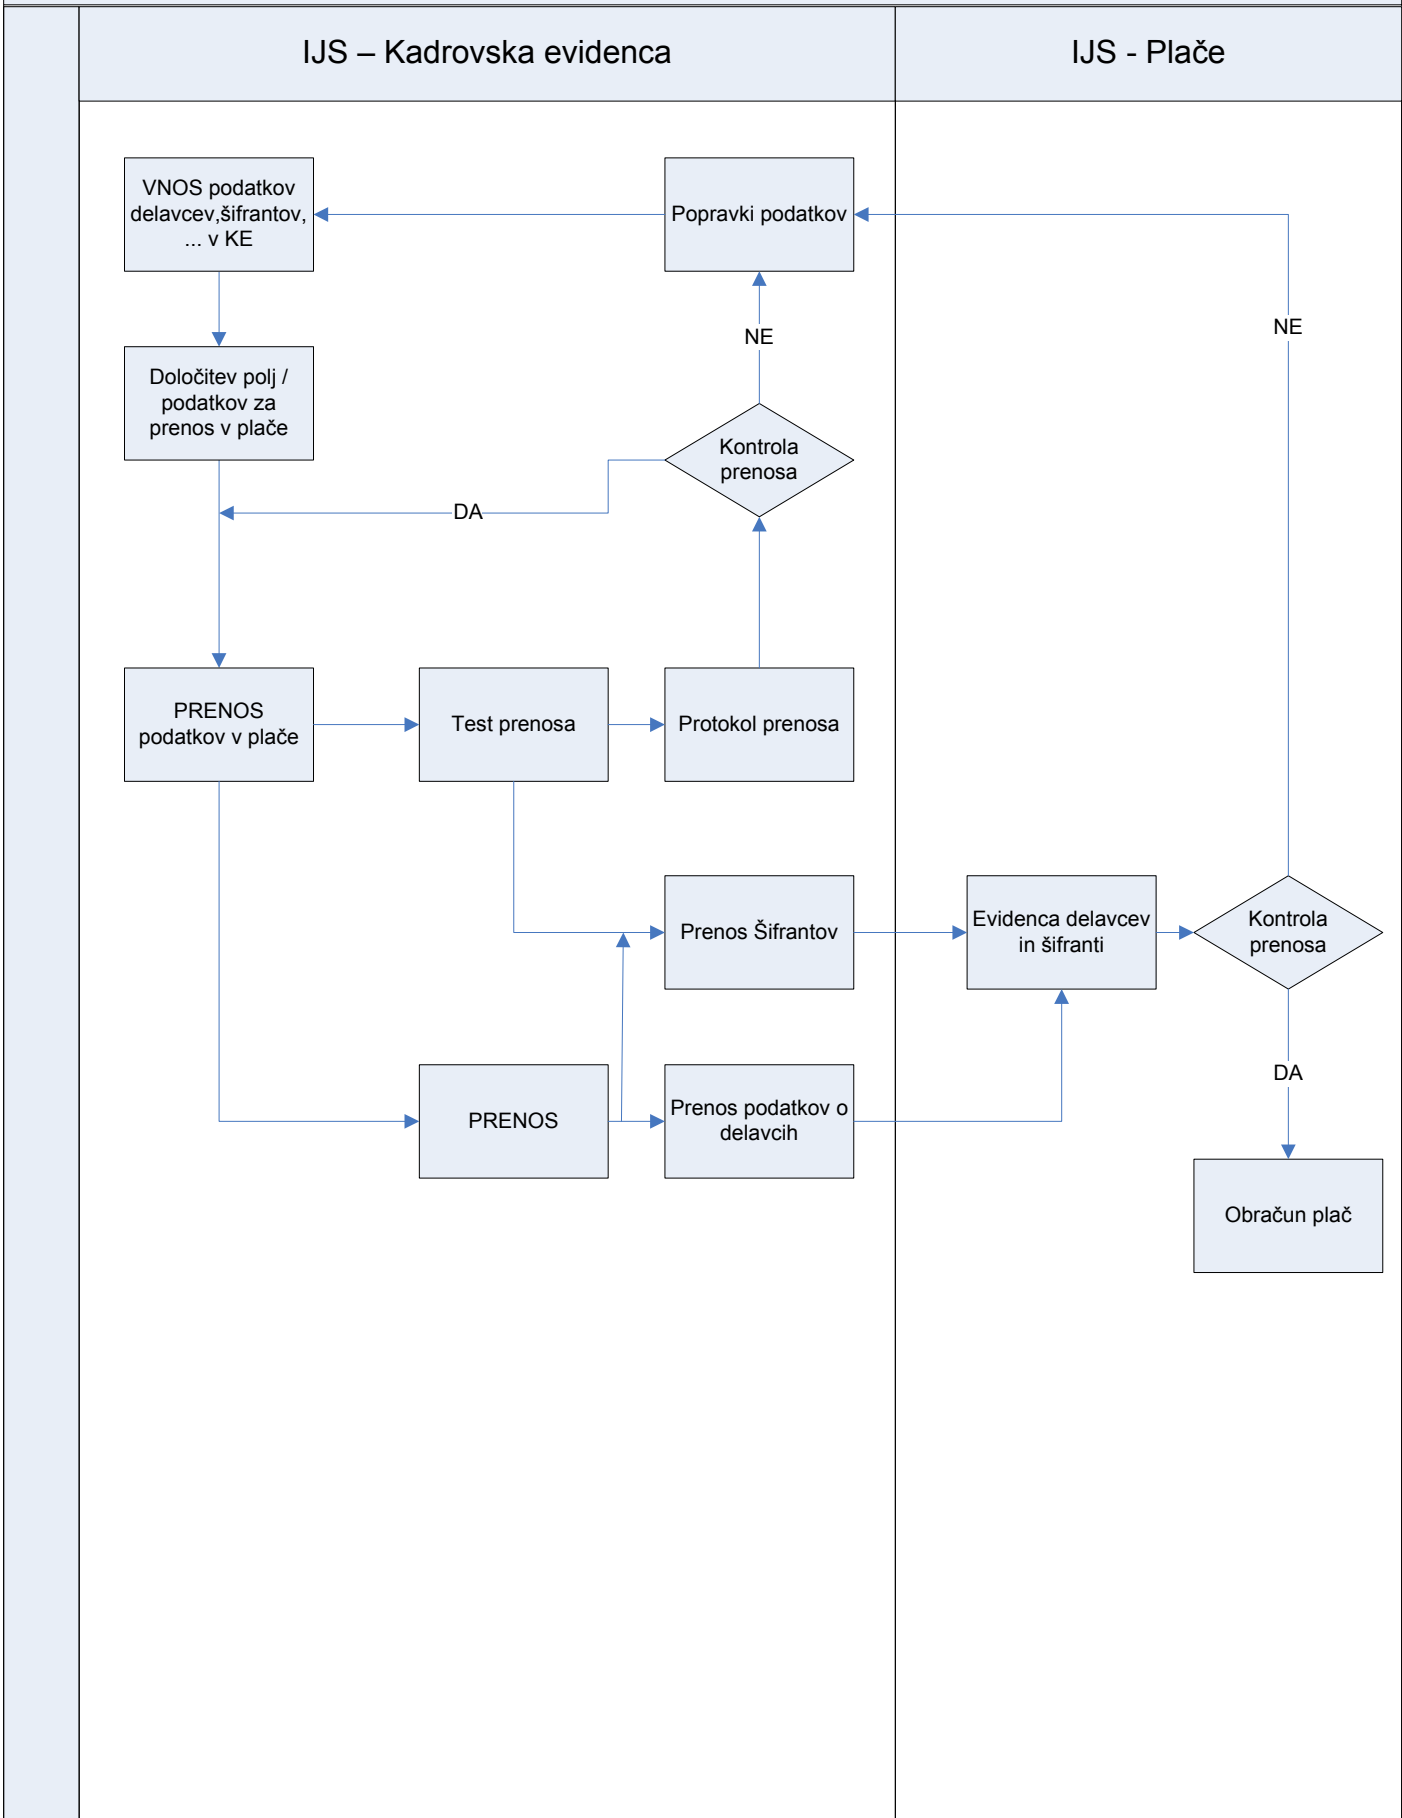 IJS – Kadrovska evidenca
IJS - Plače
VNOS podatkov
delavcev,šifrantov,
... v KE
Popravki podatkov
NE
NE
Določitev polj /
podatkov za
prenos v plače
Kontrola
prenosa
DA
PRENOS
podatkov v plače
Test prenosa
Protokol prenosa
Prenos Šifrantov
Evidenca delavcev
in šifranti
Kontrola
prenosa
DA
PRENOS
Prenos podatkov o
delavcih
Obračun plač